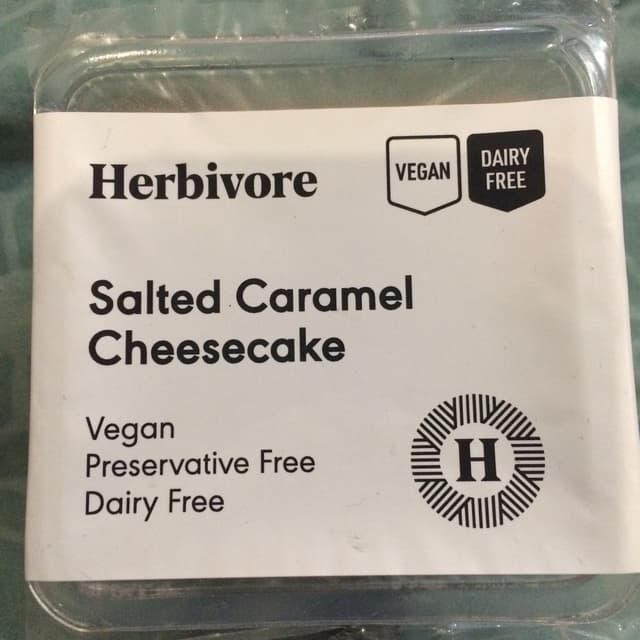 Herbivore
VEGAN
DAIRY
FREE
Salted Caramel
Cheesecake
Vegan
Preservative Free
Dairy Free
H